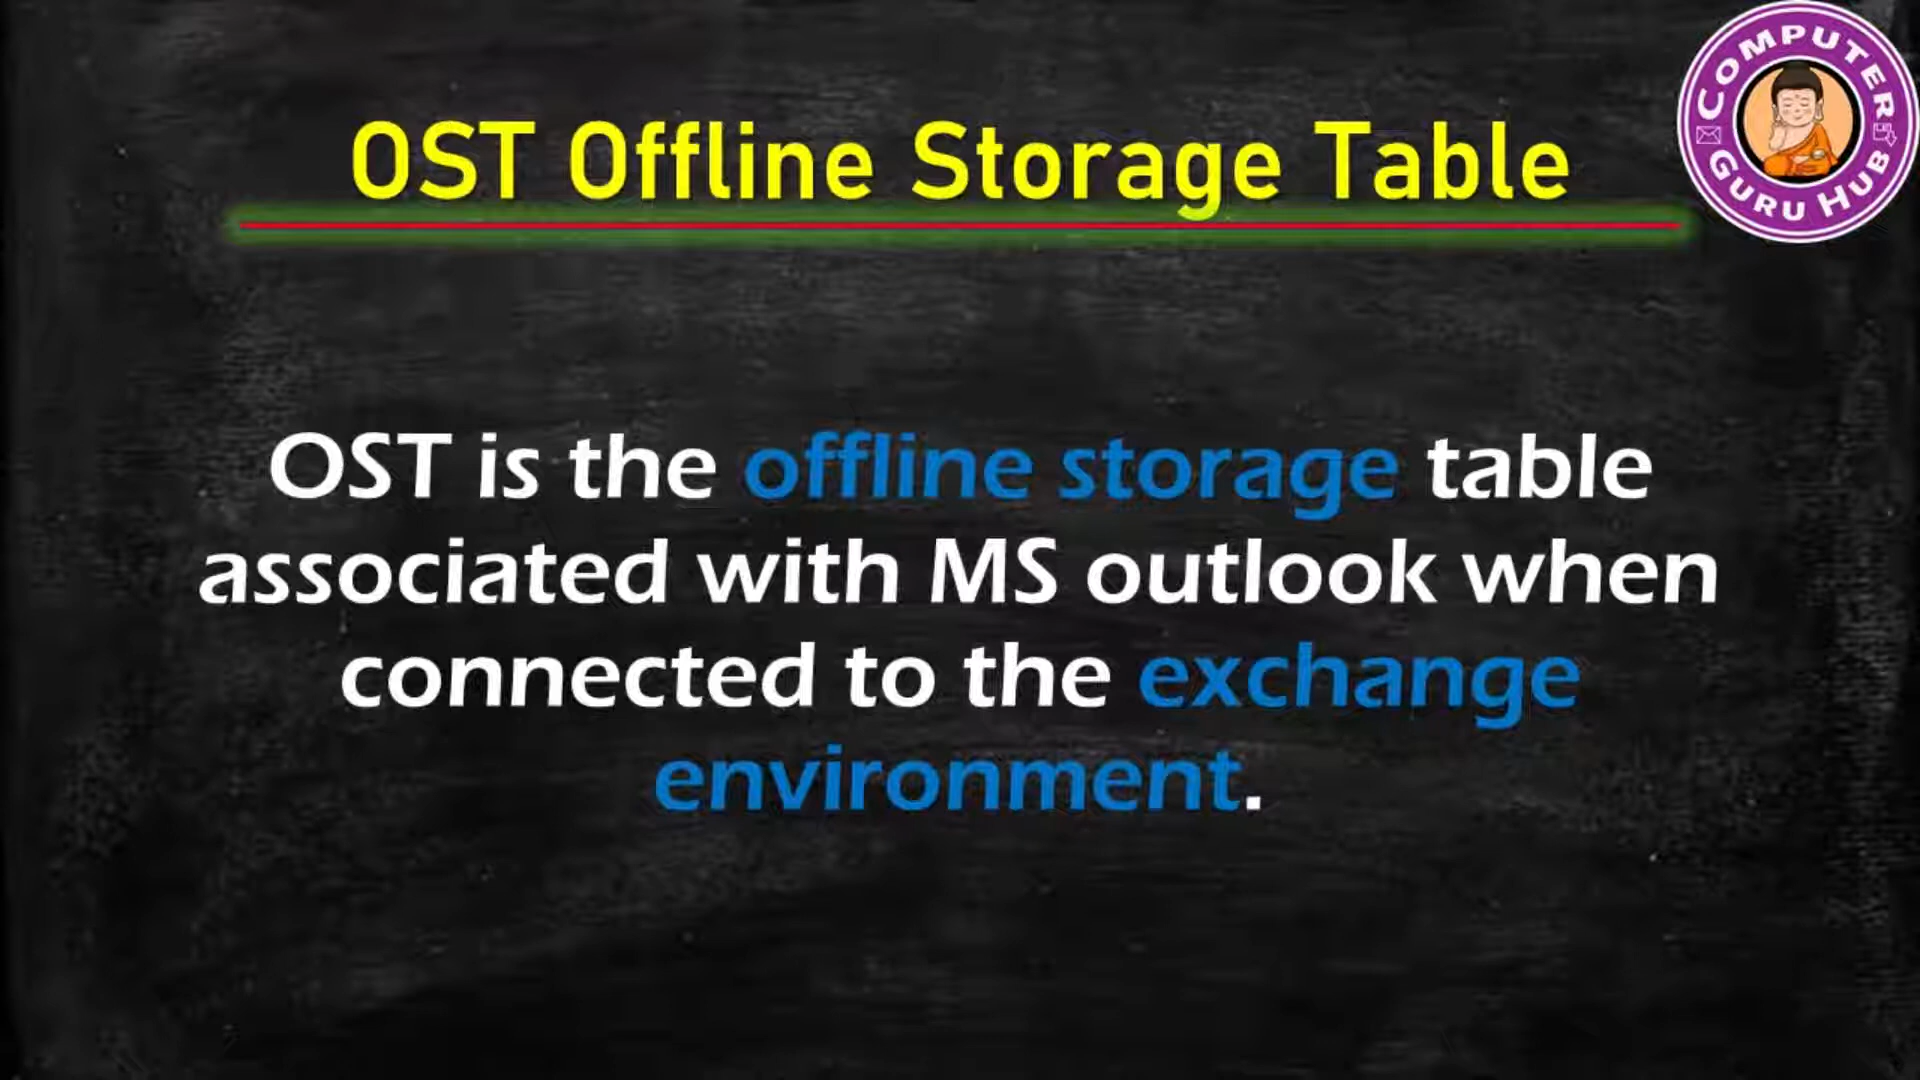 OST Offline Storage Table
COMPUTER
GURU HUB
OST is the offline storage table
associated with MS outlook when
connected to the exchange
environment.